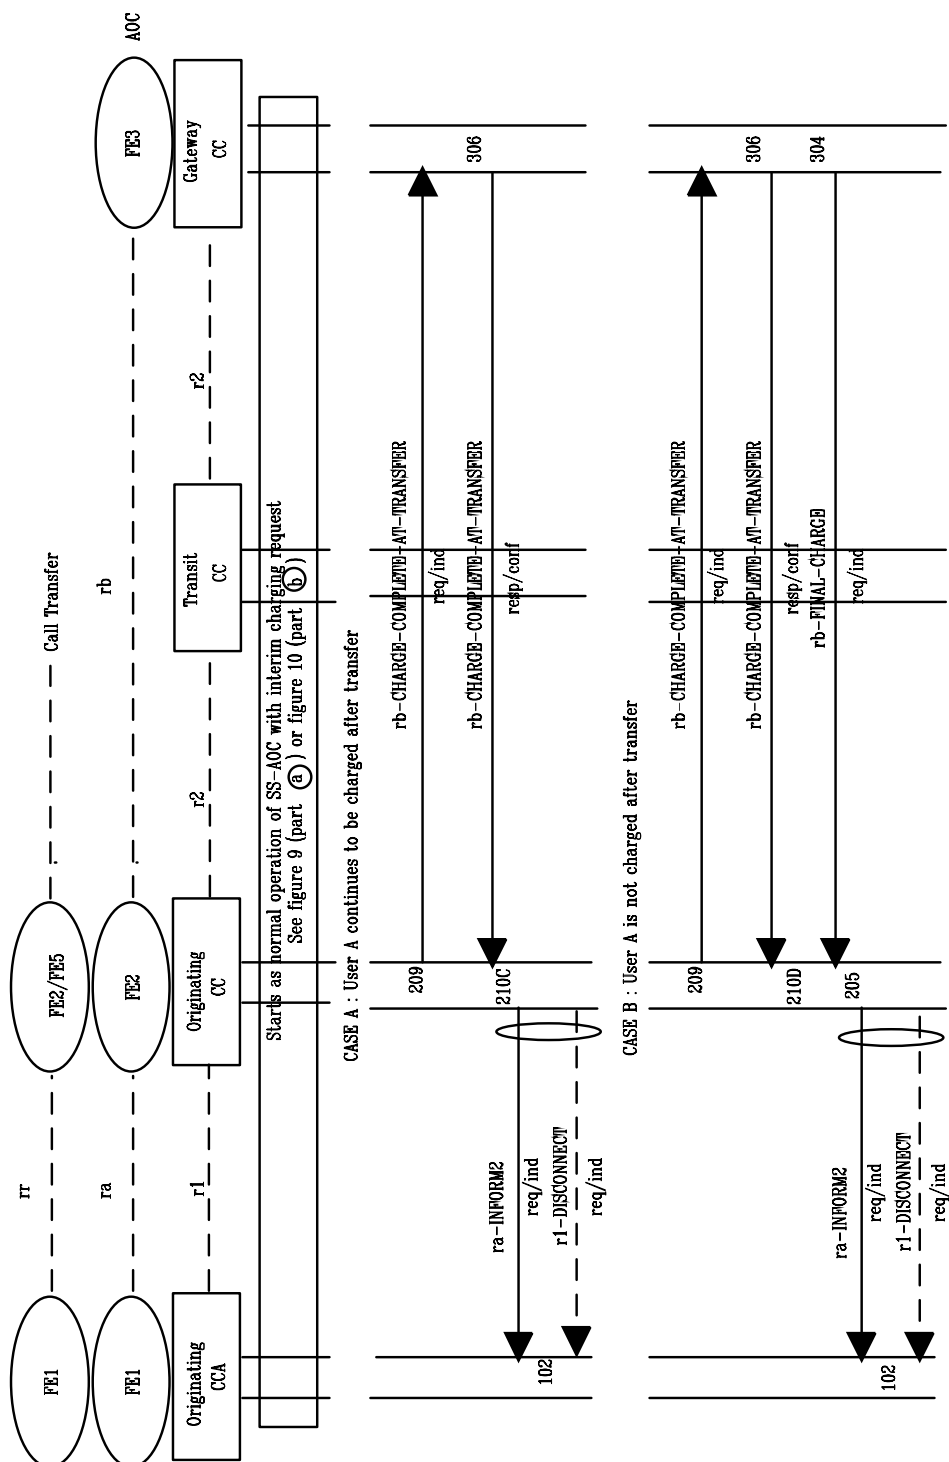 FE1
rr
FE2/FE5
Call Transfer
FE1
ra
FE2
rb
FE3
AOC
Originating
CCA
r1
Originating
CC
r2
Transit
CC
r2
Gateway
CC
Starts as normal operation of SS-AOC with interim charging request
See figure 9 (part a ) or figure 10 (part b )
CASE A : User A continues to be charged after transfer
rb-CHARGE-COMPLETE-AT-TRANSFER
209
req/ind
rb-CHARGE-COMPLETE-AT-TRANSFER
306
210C
resp/conf
ra-INFORM2
req/ind
102
r1-DISCONNECT
req/ind
CASE B : User A is not charged after transfer
rb-CHARGE-COMPLETE-AT-TRANSFER
209
req/ind
rb-CHARGE-COMPLETE-AT-TRANSFER
306
210D
resp/conf
rb-FINAL-CHARGE
304
205
req/ind
ra-INFORM2
req/ind
102
r1-DISCONNECT
req/ind